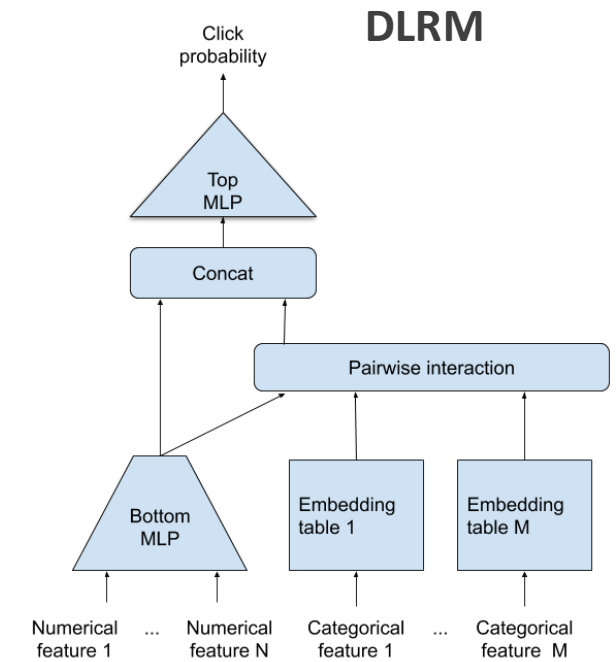 DLRM
Click
probability
Top
MLP
Concat
Pairwise interaction
Bottom
MLP
Embedding
table 1
Embedding
table M
Numerical
feature 1
...
Numerical
feature N
Categorical
feature 1
...
Categorical
feature M